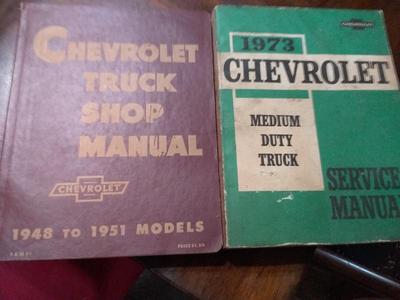 CHEVROLET
TRUCK
SHOP
MANUAL
CHEVROLET
1948 TO 1951 MODELS
1973
CHEVROLET
MEDIUM
DUTY
TRUCK
SERVICE
MANUAL